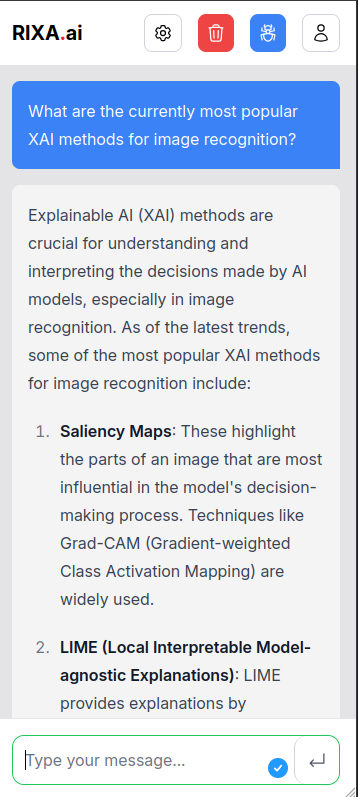 RIXA.ai
What are the currently most popular
XAI methods for image recognition?
Explainable AI (XAI) methods are
crucial for understanding and
interpreting the decisions made by AI
models, especially in image
recognition. As of the latest trends,
some of the most popular XAI methods
for image recognition include:
1. Saliency Maps: These highlight
the parts of an image that are most
influential in the model's decision-
making process. Techniques like
Grad-CAM (Gradient-weighted
Class Activation Mapping) are
widely used.
2. LIME (Local Interpretable Model-
agnostic Explanations): LIME
provides explanations by
Type your message...